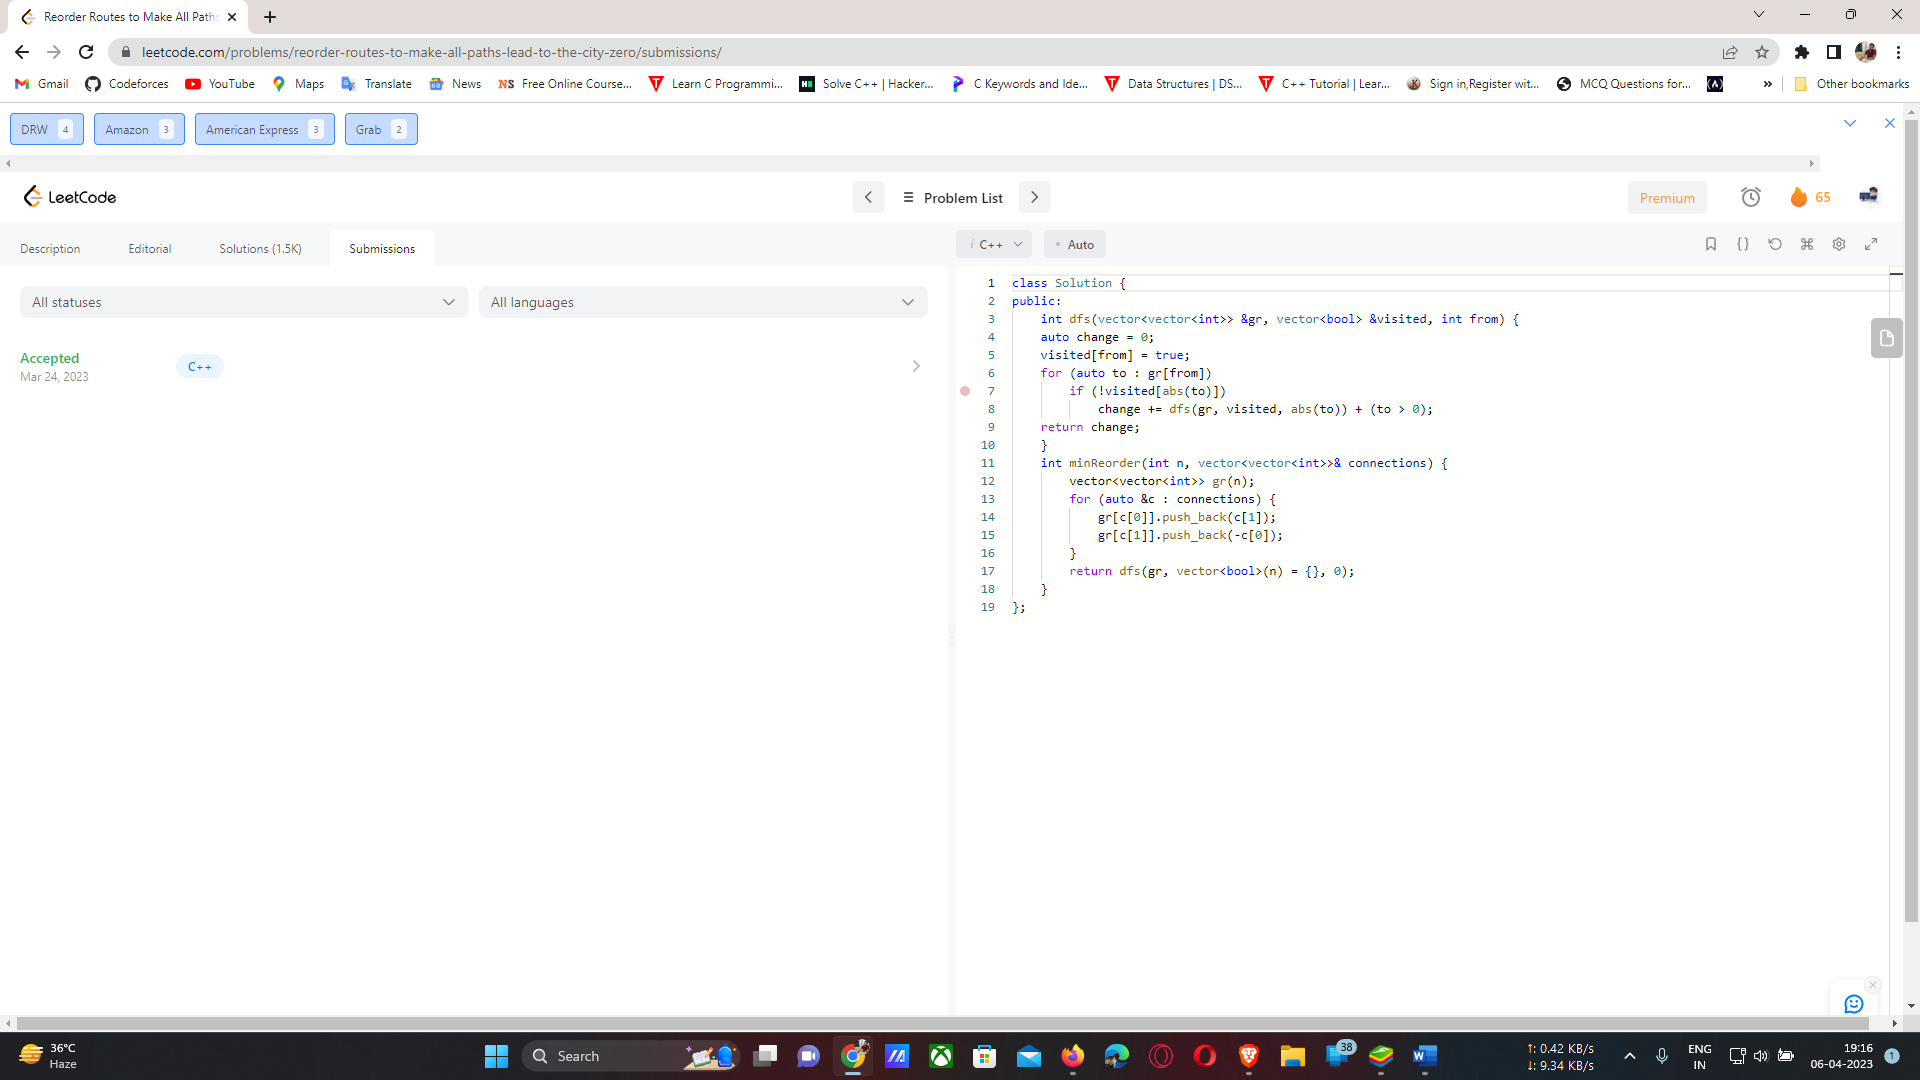 Reorder Routes to Make All Paths
leetcode.com/problems/reorder-routes-to-make-all-paths-lead-to-the-city-zero/submissions/
Gmail Codeforces YouTube Maps Translate News NS Free Online Course... Learn C Programmi... Solve C++ | Hacker... C Keywords and Ide... Data Structures | DS... C++ Tutorial | Lear... Sign in,Register wit... MCQ Questions for... » Other bookmarks
DRW 4 Amazon 3 American Express 3 Grab 2
LeetCode Problem List Premium 65
Description Editorial Solutions (1.5K) Submissions
i C++ • Auto
All statuses All languages
Accepted
Mar 24, 2023
C++
1 class Solution {
2 public:
3 int dfs(vector<vector<int>> &gr, vector<bool> &visited, int from) {
4 auto change = 0;
5 visited[from] = true;
6 for (auto to : gr[from])
7 if (!visited[abs(to)])
8 change += dfs(gr, visited, abs(to)) + (to > 0);
9 return change;
10 }
11 int minReorder(int n, vector<vector<int>>& connections) {
12 vector<vector<int>> gr(n);
13 for (auto &c : connections) {
14 gr[c[0]].push_back(c[1]);
15 gr[c[1]].push_back(-c[0]);
16 }
17 return dfs(gr, vector<bool>(n) = {}, 0);
18 }
19 };
36°C
Haze
Search
38
↑: 0.42 KB/s
↓: 9.34 KB/s
ENG
IN
19:16
06-04-2023
1